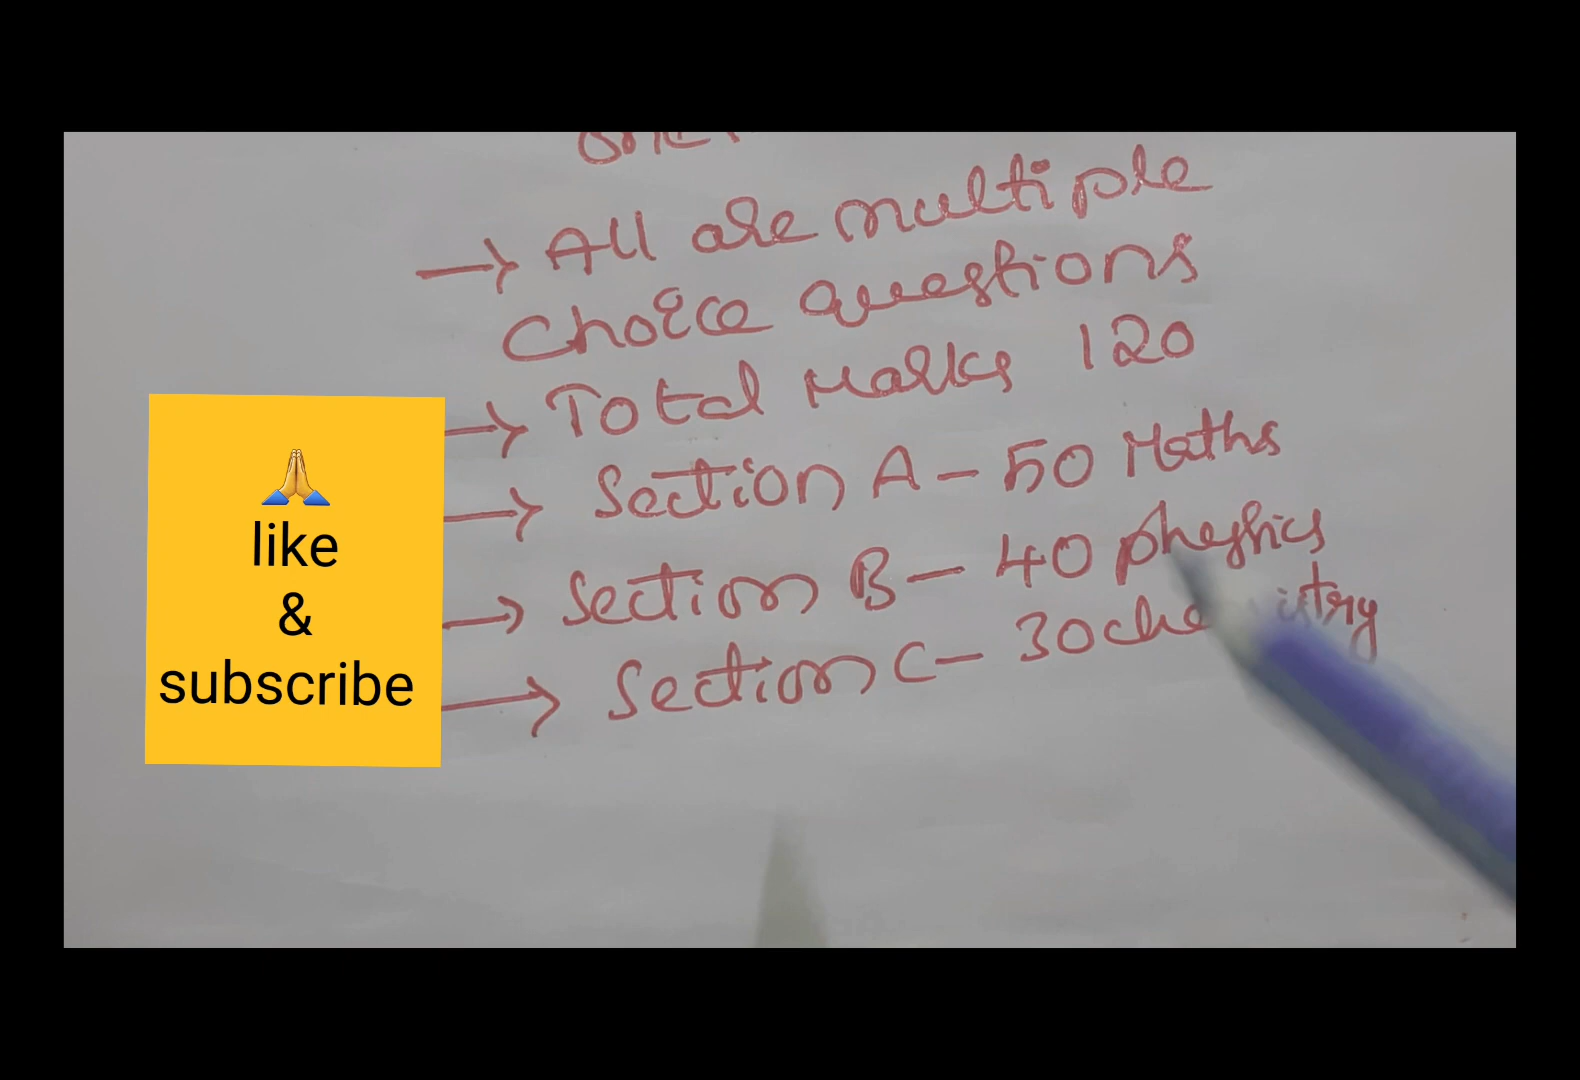 → All are multiple
choice questions
→ Total Marks 120
→ Section A - 50 Maths
→ Section B - 40 physics
→ Section C - 30
🙏
like
&
subscribe